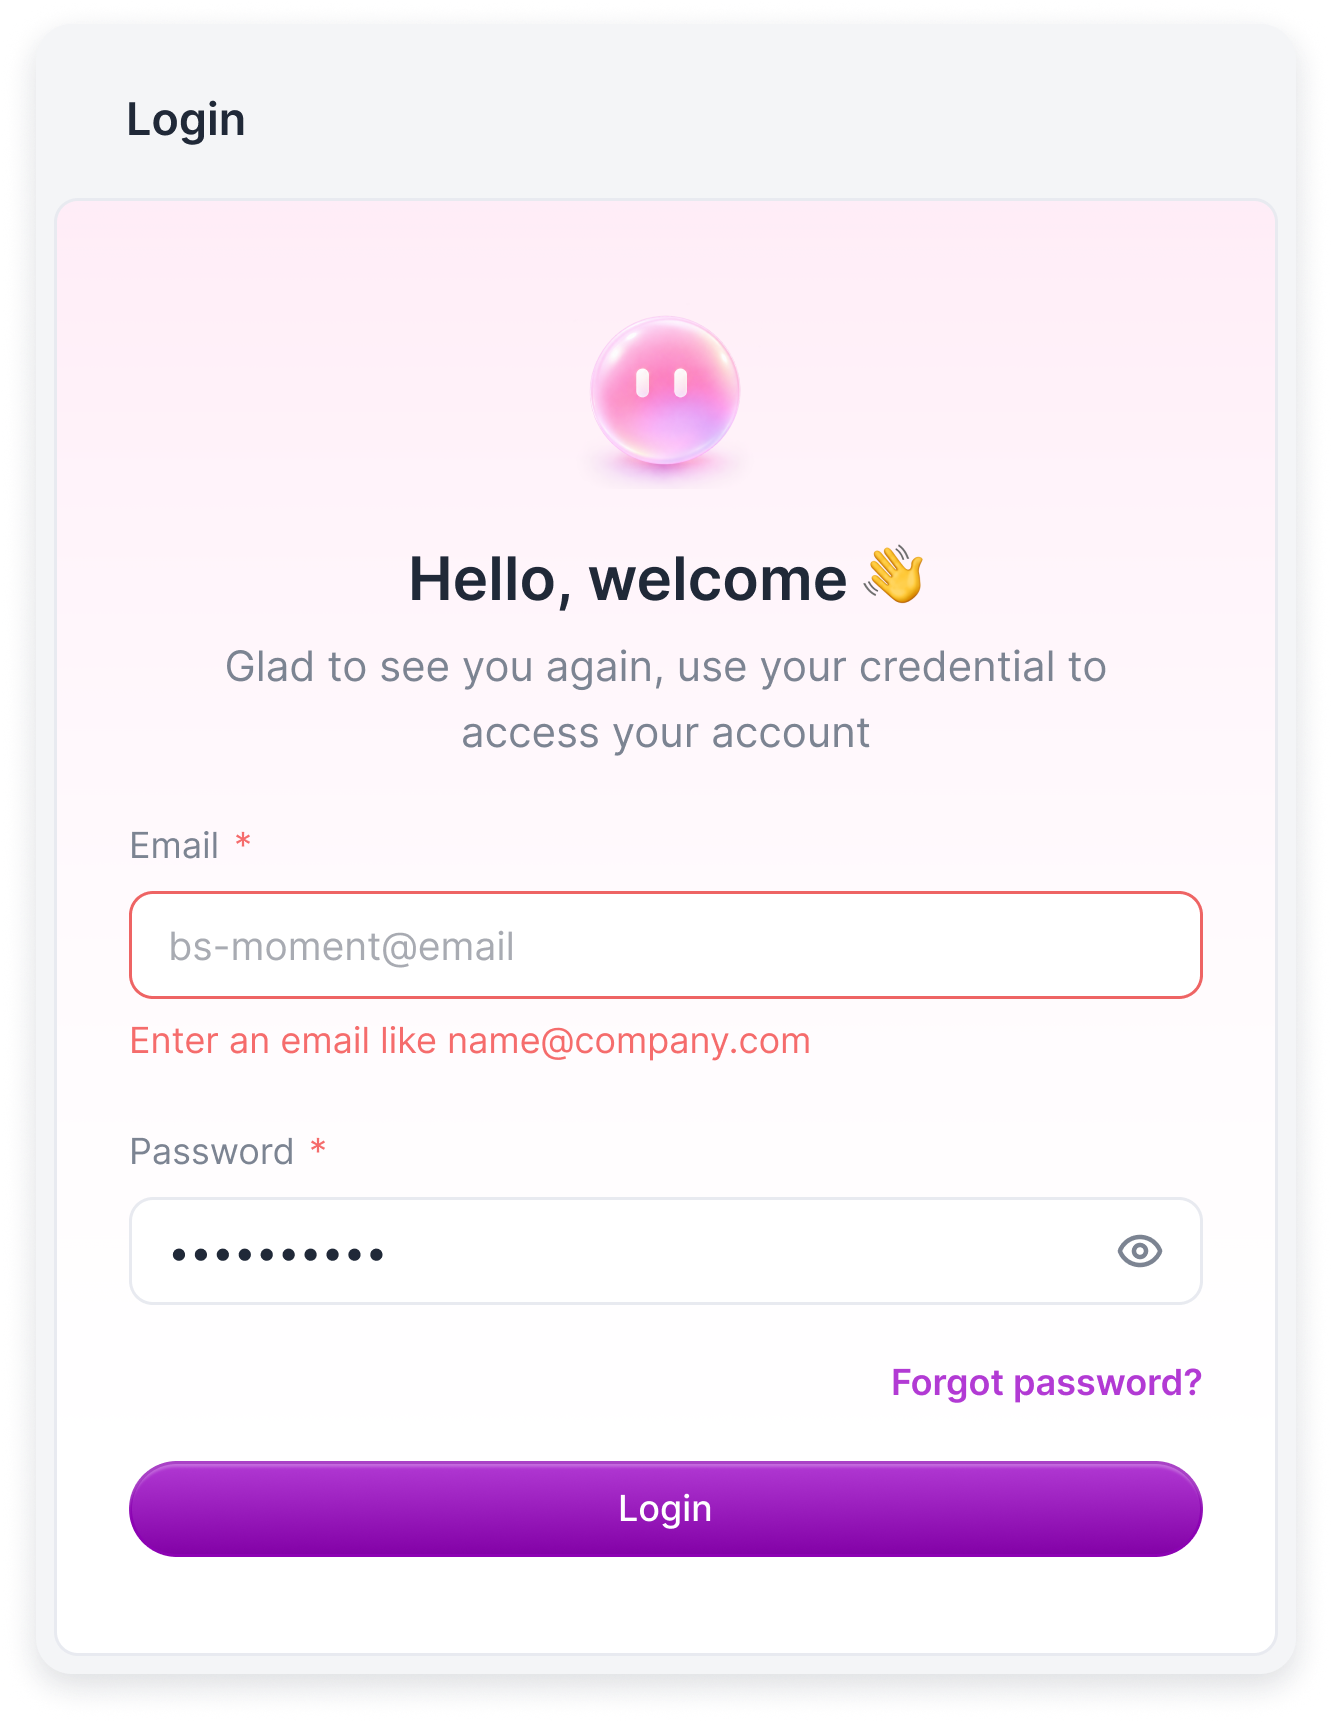 Login
Hello, welcome 👋
Glad to see you again, use your credential to
access your account
Email *
bs-moment@email
Enter an email like name@company.com
Password *
••••••••••
Forgot password?
Login